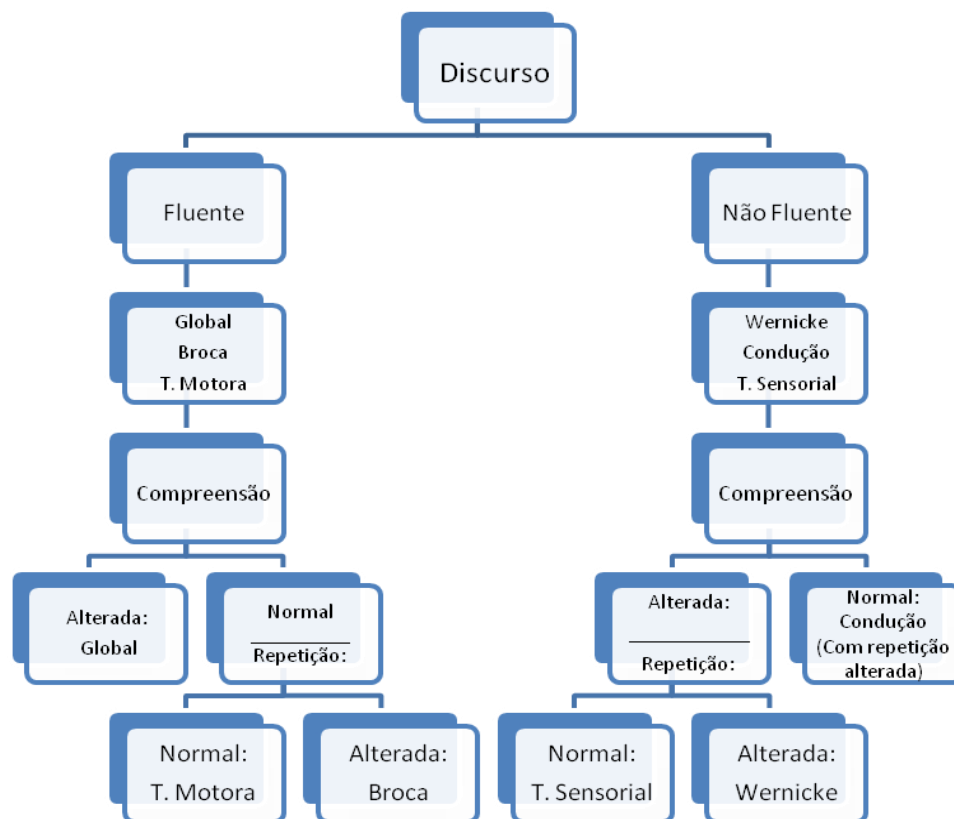 Discurso
Fluente
Não Fluente
Global
Broca
T. Motora
Wernicke
Condução
T. Sensorial
Compreensão
Compreensão
Alterada:
Global
Normal
Repetição:
Alterada:
Repetição:
Normal:
Condução
(Com repetição
alterada)
Normal:
T. Motora
Alterada:
Broca
Normal:
T. Sensorial
Alterada:
Wernicke